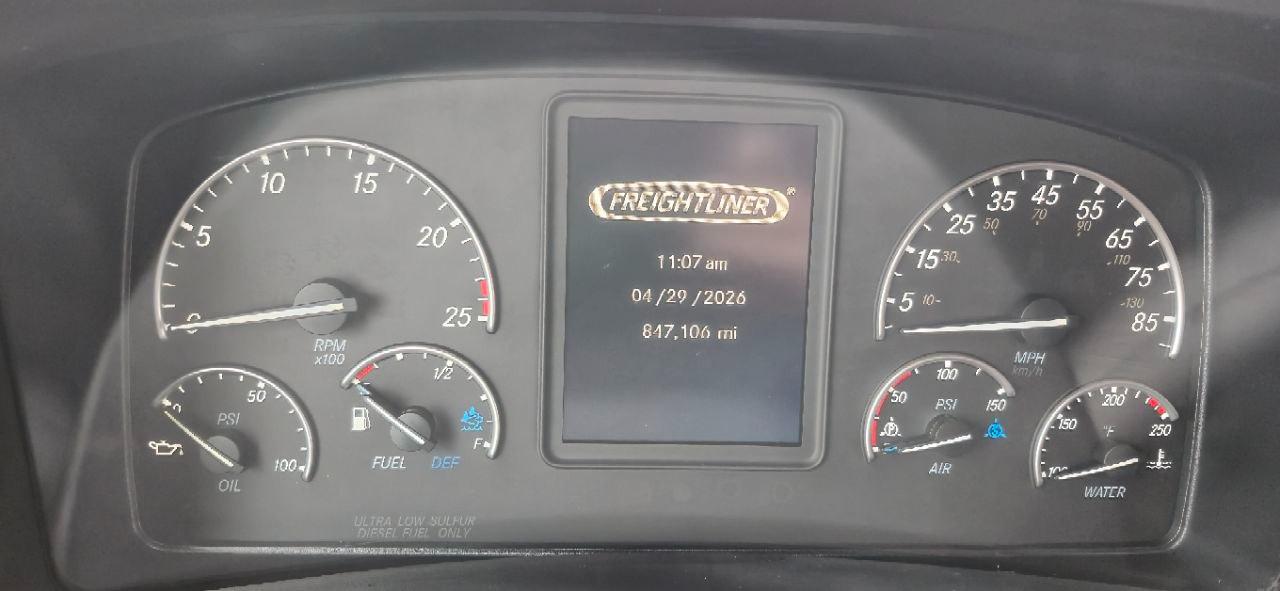 0 5 10 15 20 25
RPM
x100
0 50 100
PSI
OIL
1/2
F
FUEL DEF
ULTRA LOW SULFUR
DIESEL FUEL ONLY
FREIGHTLINER®
11:07 am
04/29/2026
847,106 mi
5 15 25 35 45 55 65 75 85
10 30 50 70 90 110 130
MPH
km/h
50 100 150
PSI
AIR
100 150 200 250
°F
WATER